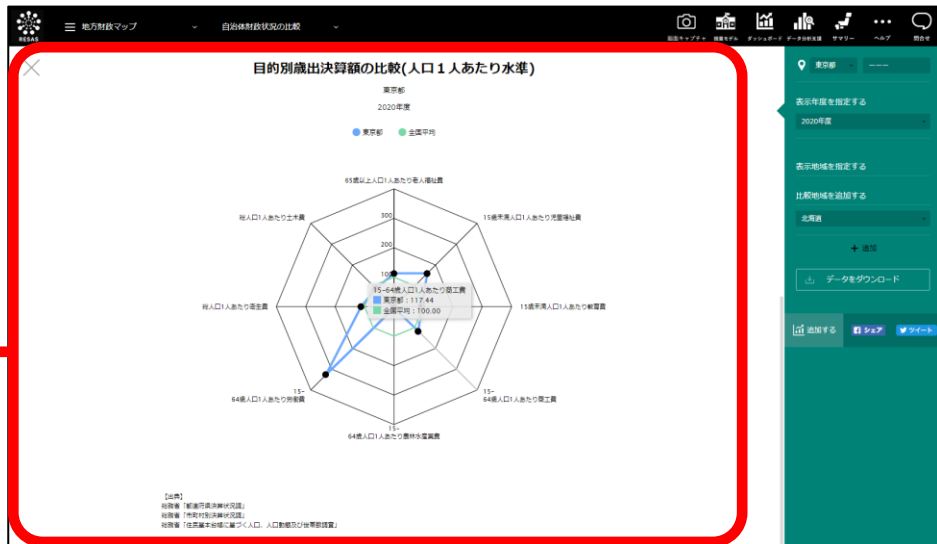 RESAS
地方財政マップ
自治体財政状況の比較
画面キャプチャ
授業モデル
ダッシュボード
データ分析支援
サマリー
ヘルプ
問合せ
目的別歳出決算額の比較(人口1人あたり水準)
東京都
2020年度
東京都
全国平均
65歳以上人口1人あたり老人福祉費
総人口1人あたり土木費
15歳未満人口1人あたり児童福祉費
300
200
100
15-64歳人口1人あたり商工費
東京都：117.44
全国平均：100.00
総人口1人あたり衛生費
15歳未満人口1人あたり教育費
15-
64歳人口1人あたり労働費
15-
64歳人口1人あたり商工費
15-
64歳人口1人あたり農林水産業費
【出典】
総務省「都道府県決算状況調」
総務省「市町村別決算状況調」
総務省「住民基本台帳に基づく人口、人口動態及び世帯数調査」
東京都
---
表示年度を指定する
2020年度
表示地域を指定する
比較地域を追加する
北海道
+ 追加
データをダウンロード
追加する
シェア
ツイート